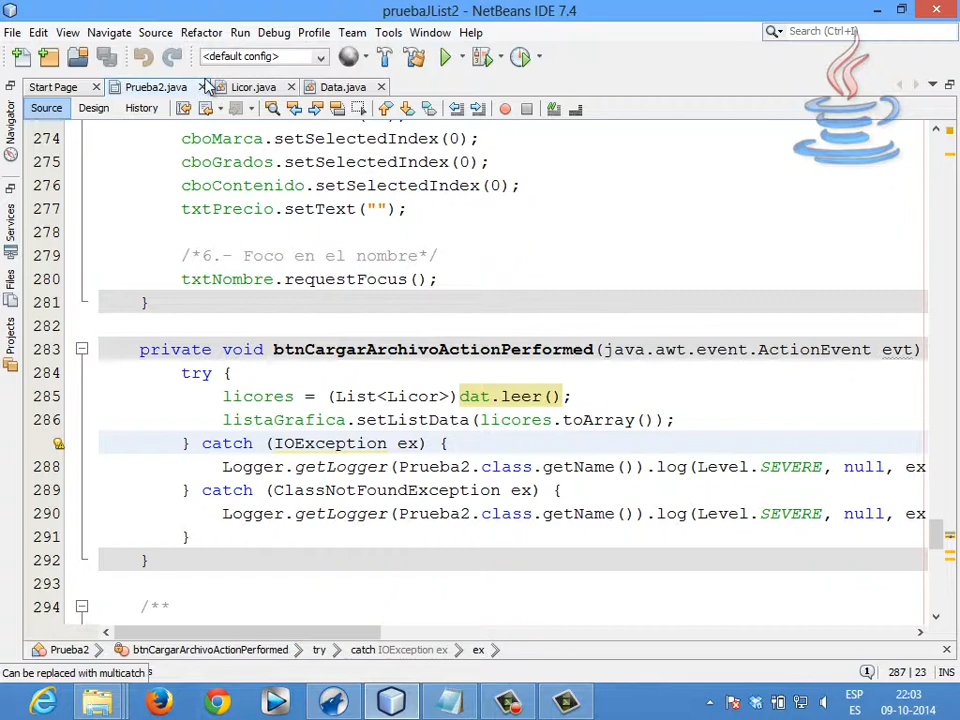 pruebaJList2 - NetBeans IDE 7.4
File Edit View Navigate Source Refactor Run Debug Profile Team Tools Window Help
Search (Ctrl+I)
<default config>
Start Page Prueba2.java Licor.java Data.java
Source Design History
Navigator
Services
Files
Projects
274 cboMarca.setSelectedIndex(0);
275 cboGrados.setSelectedIndex(0);
276 cboContenido.setSelectedIndex(0);
277 txtPrecio.setText("");
278
279 /*6.- Foco en el nombre*/
280 txtNombre.requestFocus();
281 }
282
283 private void btnCargarArchivoActionPerformed(java.awt.event.ActionEvent evt)
284 try {
285 licores = (List<Licor>)dat.leer();
286 listaGrafica.setListData(licores.toArray());
} catch (IOException ex) {
288 Logger.getLogger(Prueba2.class.getName()).log(Level.SEVERE, null, ex
289 } catch (ClassNotFoundException ex) {
290 Logger.getLogger(Prueba2.class.getName()).log(Level.SEVERE, null, ex
291 }
292 }
293
294 /**
Prueba2 btnCargarArchivoActionPerformed try catch IOException ex ex
Can be replaced with multicatch
1 287 | 23 INS
ESP 22:03
ES 09-10-2014